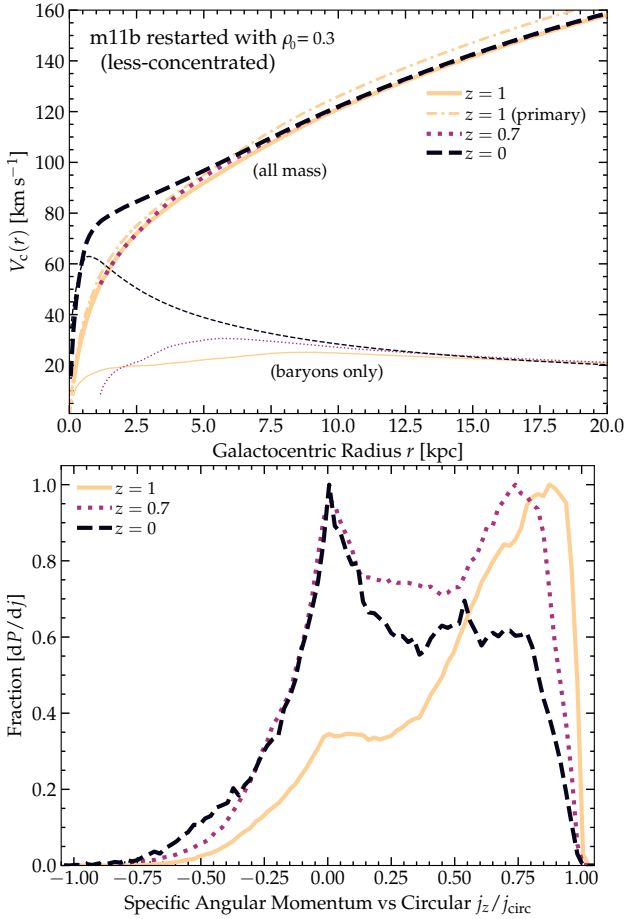 160
140
120
100
80
60
40
20
V_c(r) [km s⁻¹]
m11b restarted with ρ₀= 0.3
(less-concentrated)
z = 1
z = 1 (primary)
z = 0.7
z = 0
(all mass)
(baryons only)
0.0 2.5 5.0 7.5 10.0 12.5 15.0 17.5 20.0
Galactocentric Radius r [kpc]
1.0
0.8
0.6
0.4
0.2
0.0
Fraction [dP/dj]
z = 1
z = 0.7
z = 0
−1.00 −0.75 −0.50 −0.25 0.00 0.25 0.50 0.75 1.00
Specific Angular Momentum vs Circular j_z/j_circ